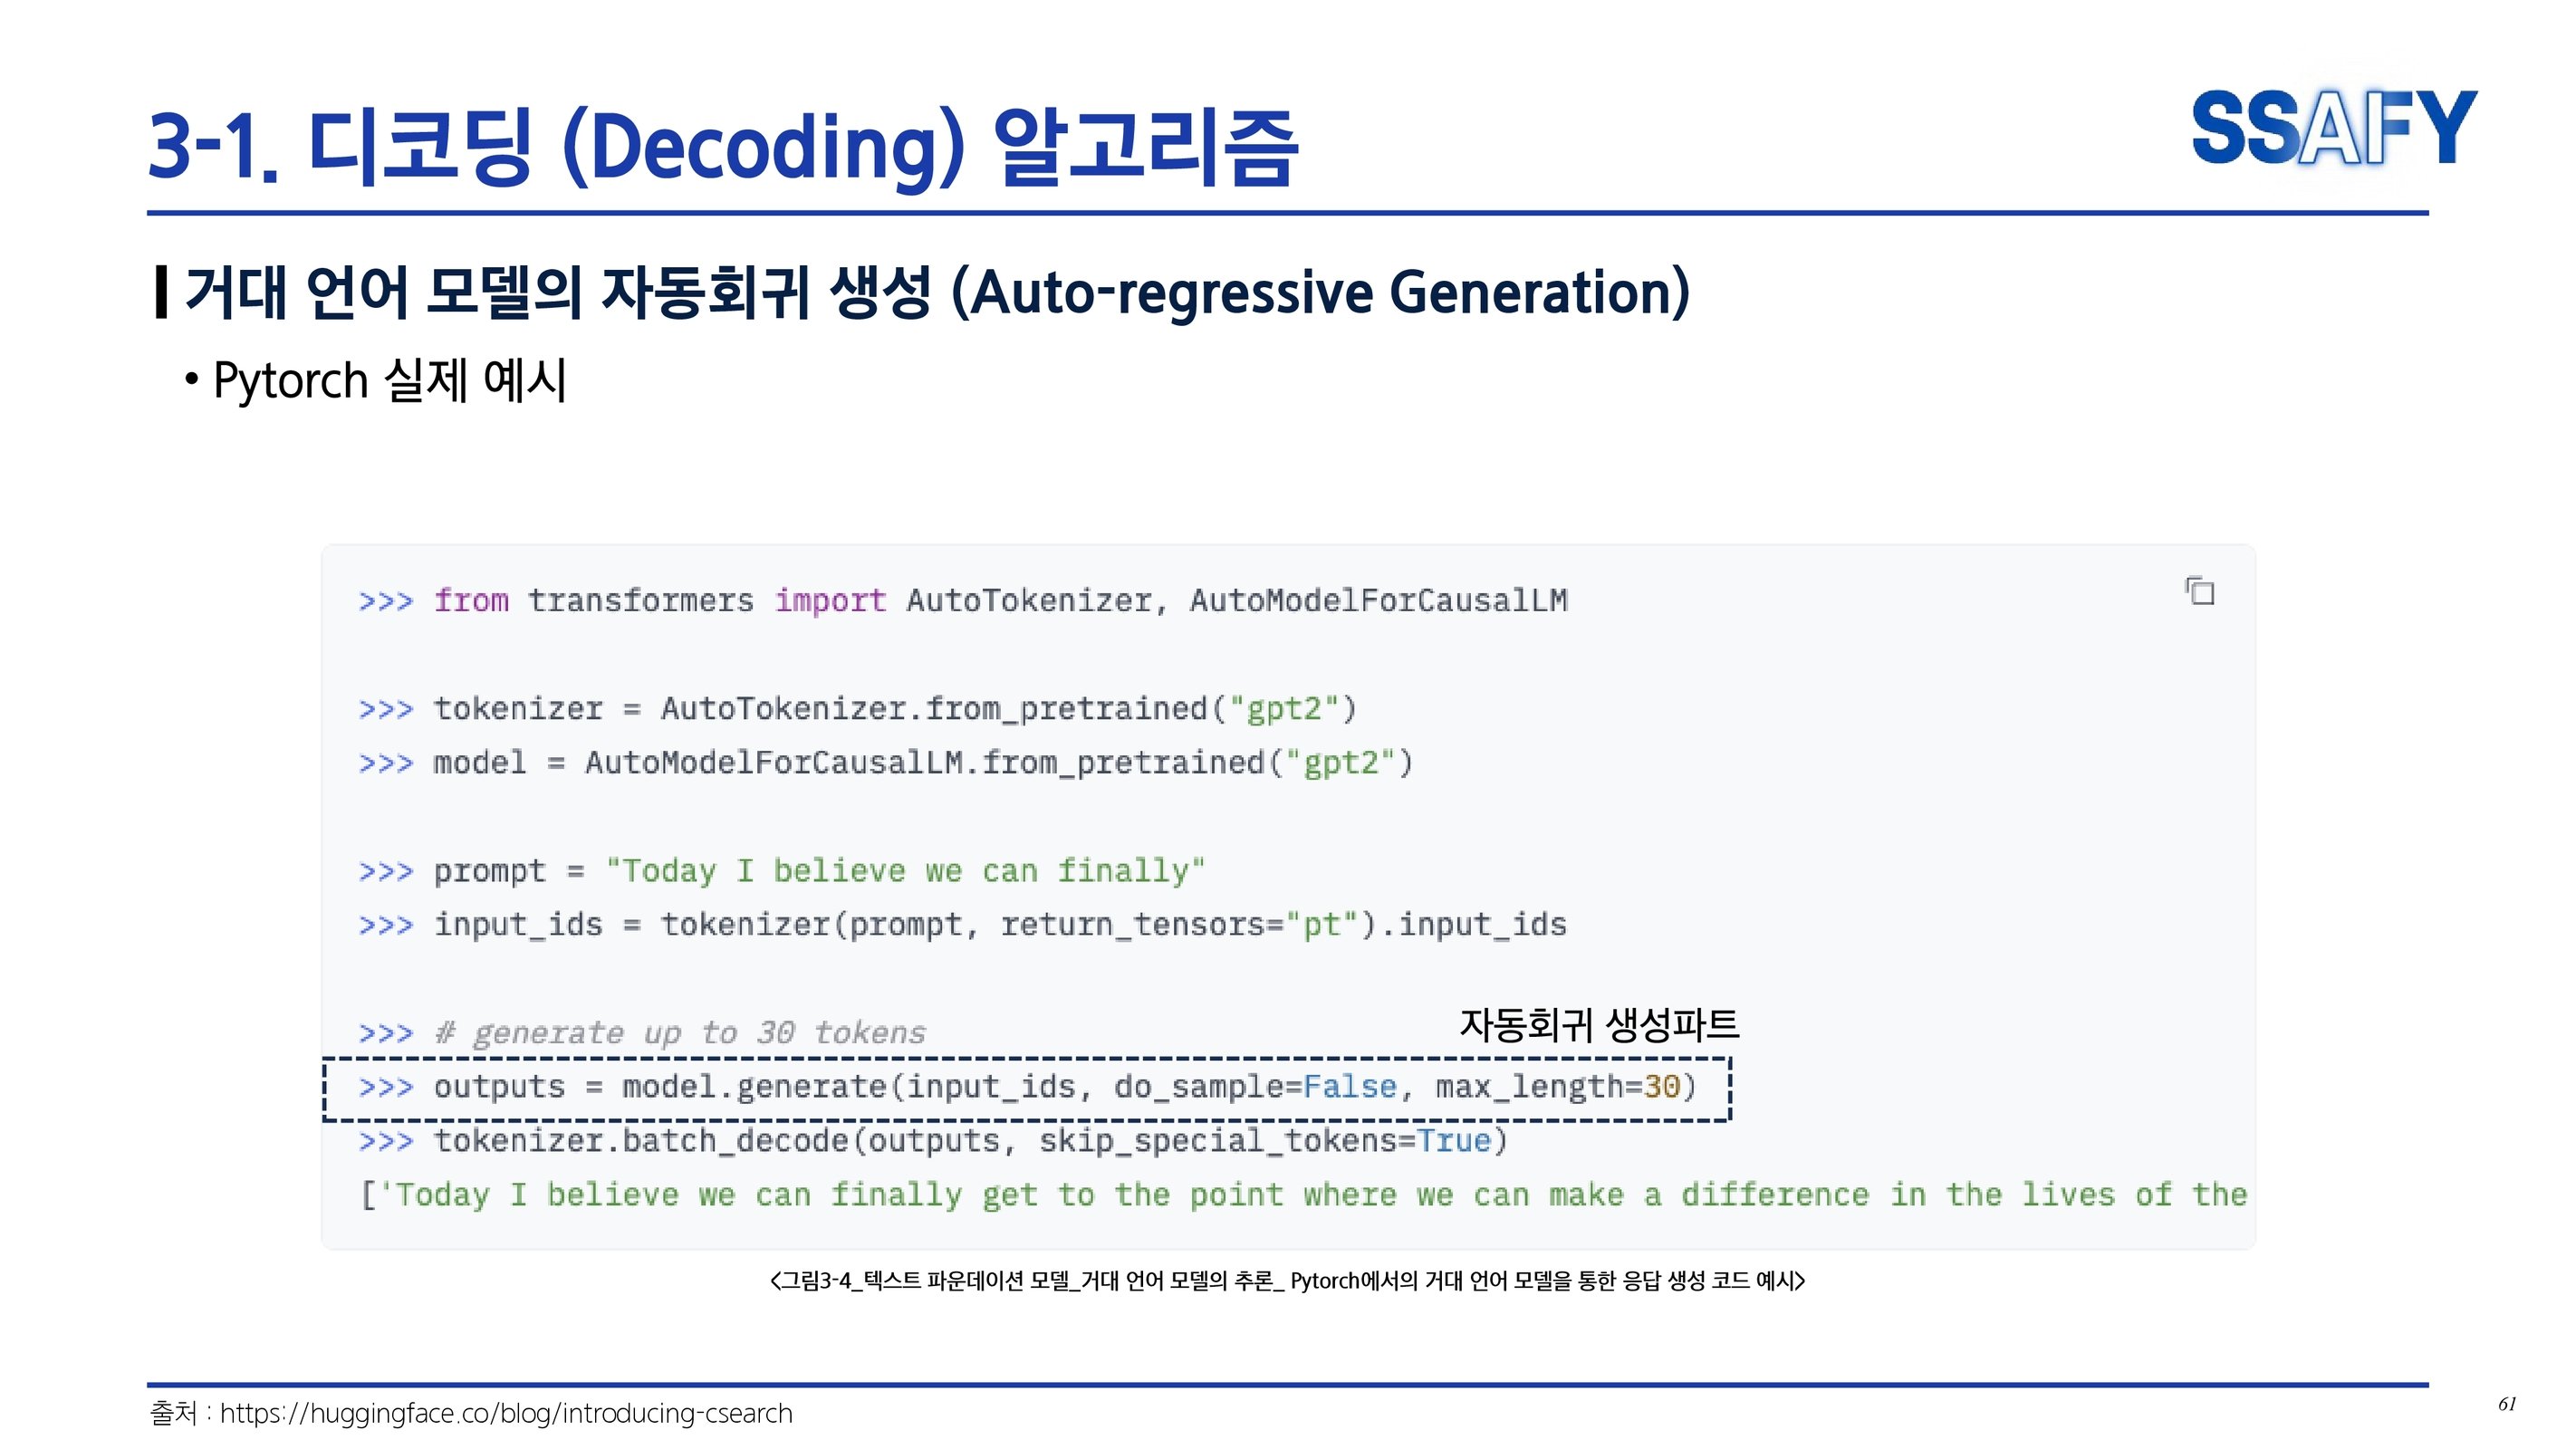 3-1. 디코딩 (Decoding) 알고리즘
SSAFY
거대 언어 모델의 자동회귀 생성 (Auto-regressive Generation)
• Pytorch 실제 예시
>>> from transformers import AutoTokenizer, AutoModelForCausalLM
>>> tokenizer = AutoTokenizer.from_pretrained("gpt2")
>>> model = AutoModelForCausalLM.from_pretrained("gpt2")
>>> prompt = "Today I believe we can finally"
>>> input_ids = tokenizer(prompt, return_tensors="pt").input_ids
자동회귀 생성파트
>>> # generate up to 30 tokens
>>> outputs = model.generate(input_ids, do_sample=False, max_length=30)
>>> tokenizer.batch_decode(outputs, skip_special_tokens=True)
['Today I believe we can finally get to the point where we can make a difference in the lives of the
<그림3-4_텍스트 파운데이션 모델_거대 언어 모델의 추론_ Pytorch에서의 거대 언어 모델을 통한 응답 생성 코드 예시>
출처 : https://huggingface.co/blog/introducing-csearch
61